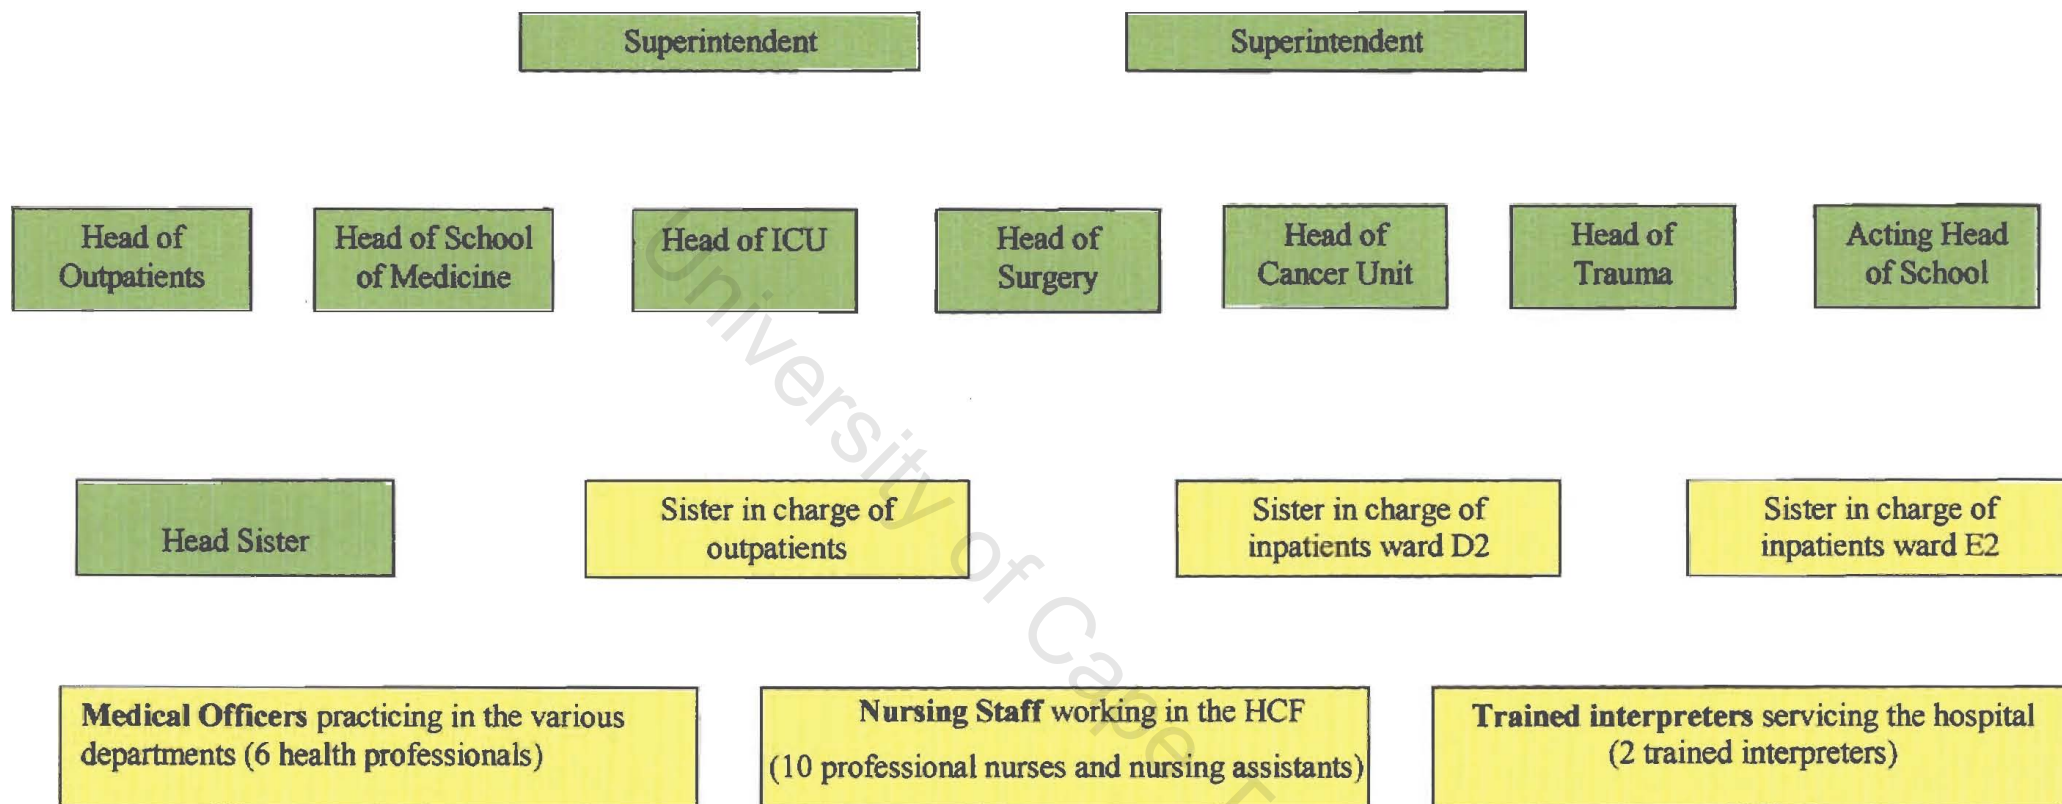 Superintendent
Superintendent
Head of
Outpatients
Head of School
of Medicine
Head of ICU
Head of
Surgery
Head of
Cancer Unit
Head of
Trauma
Acting Head
of School
Head Sister
Sister in charge of
outpatients
Sister in charge of
inpatients ward D2
Sister in charge of
inpatients ward E2
Medical Officers practicing in the various
departments (6 health professionals)
Nursing Staff working in the HCF
(10 professional nurses and nursing assistants)
Trained interpreters servicing the hospital
(2 trained interpreters)
University of Cape T